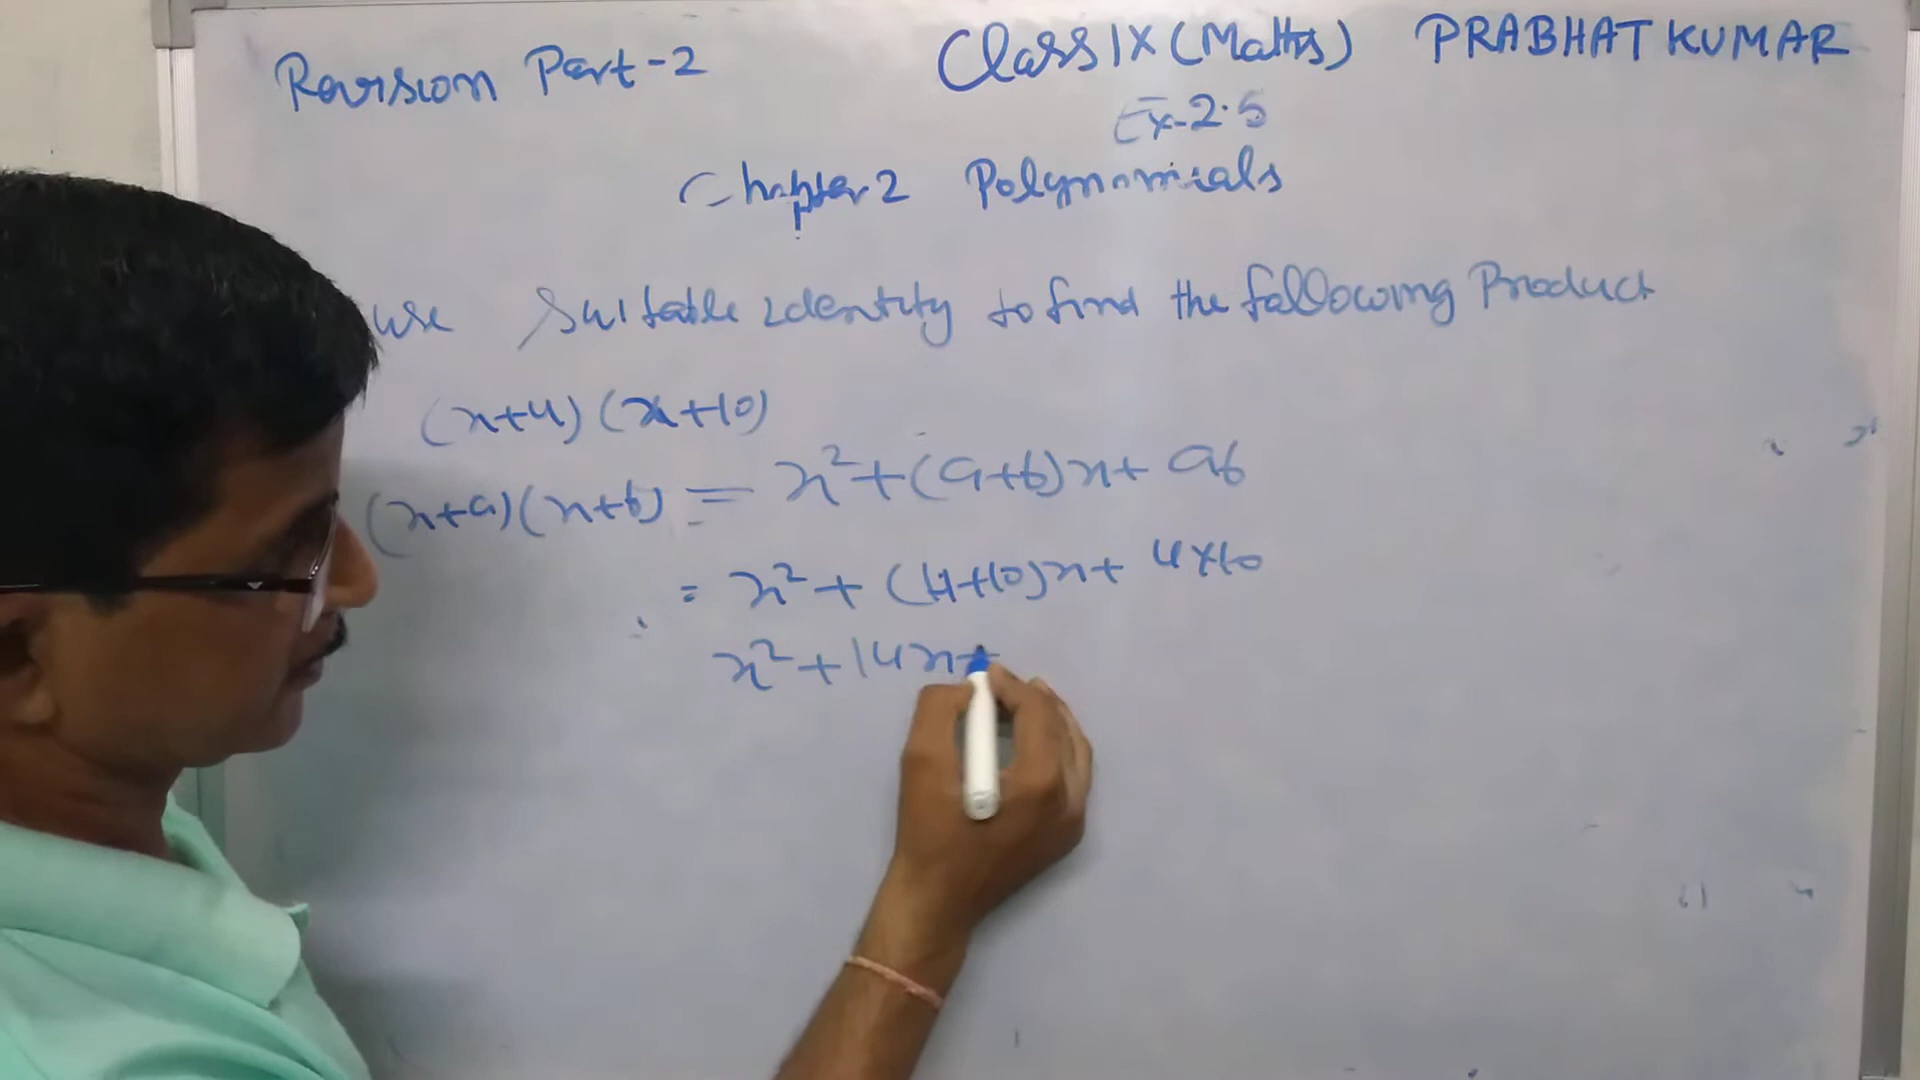 Revision Part-2 Class IX (Maths) PRABHAT KUMAR
Ex-2.5
Chapter 2 Polynomials
use suitable identity to find the following Product
(x+4) (x+10)
(x+a)(x+b) = x²+(a+b)x+ab
= x²+(4+10)x+4×10
x²+14x+